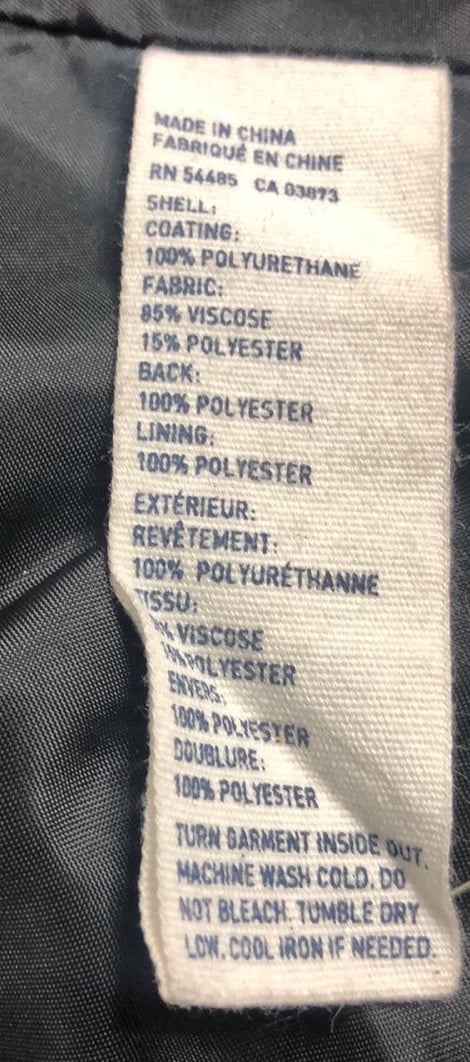 MADE IN CHINA
FABRIQUÉ EN CHINE
RN 54485 CA 03873
SHELL:
COATING:
100% POLYURETHANE
FABRIC:
85% VISCOSE
15% POLYESTER
BACK:
100% POLYESTER
LINING:
100% POLYESTER
EXTÉRIEUR:
REVÊTEMENT:
100% POLYURÉTHANNE
TISSU:
VISCOSE
POLYESTER
ENVERS:
100% POLYESTER
DOUBLURE:
100% POLYESTER
TURN GARMENT INSIDE OUT.
MACHINE WASH COLD. DO
NOT BLEACH. TUMBLE DRY
LOW. COOL IRON IF NEEDED.